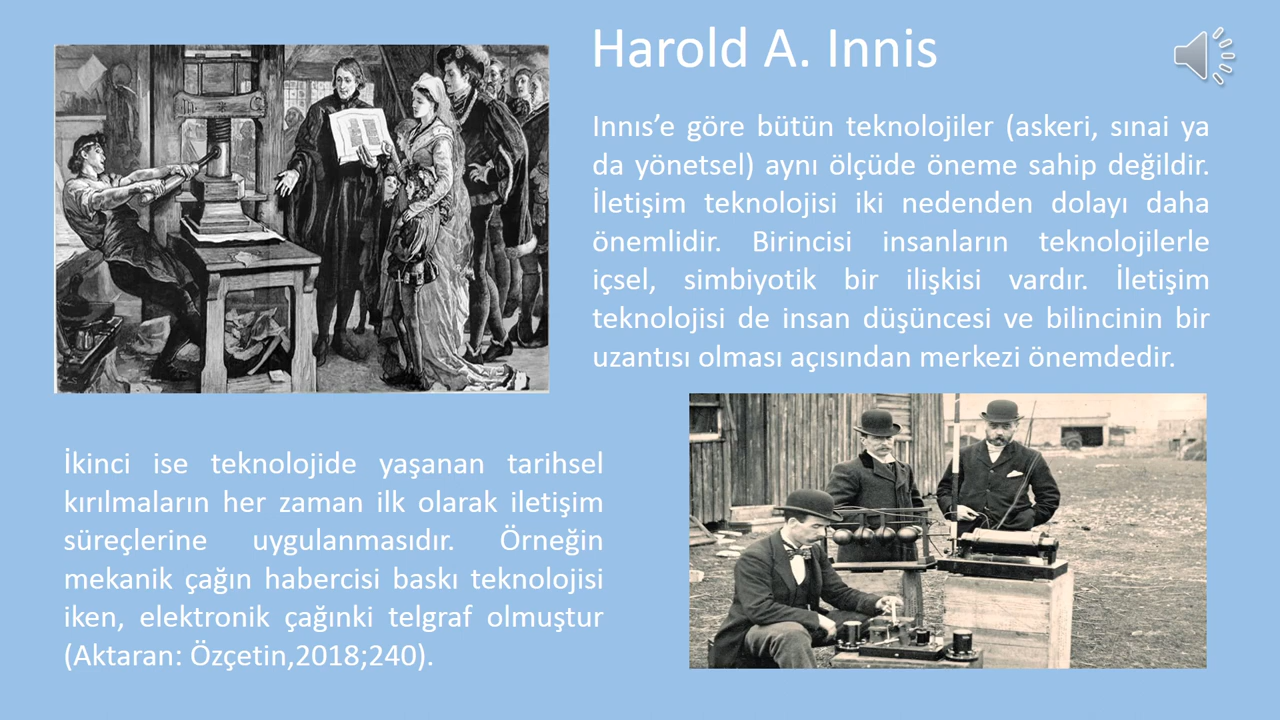 Harold A. Innis
Innıs’e göre bütün teknolojiler (askeri, sınai ya
da yönetsel) aynı ölçüde öneme sahip değildir.
İletişim teknolojisi iki nedenden dolayı daha
önemlidir. Birincisi insanların teknolojilerle
içsel, simbiyotik bir ilişkisi vardır. İletişim
teknolojisi de insan düşüncesi ve bilincinin bir
uzantısı olması açısından merkezi önemdedir.
İkinci ise teknolojide yaşanan tarihsel
kırılmaların her zaman ilk olarak iletişim
süreçlerine uygulanmasıdır. Örneğin
mekanik çağın habercisi baskı teknolojisi
iken, elektronik çağınki telgraf olmuştur
(Aktaran: Özçetin,2018;240).